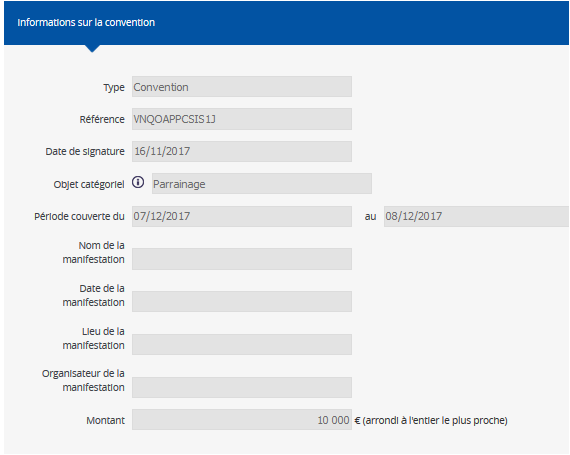 Informations sur la convention
Type Convention
Référence VNQOAPPCSIS1J
Date de signature 16/11/2017
Objet catégoriel Parrainage
Période couverte du 07/12/2017 au 08/12/2017
Nom de la
manifestation
Date de la
manifestation
Lieu de la
manifestation
Organisateur de la
manifestation
Montant 10 000 € (arrondi à l'entier le plus proche)